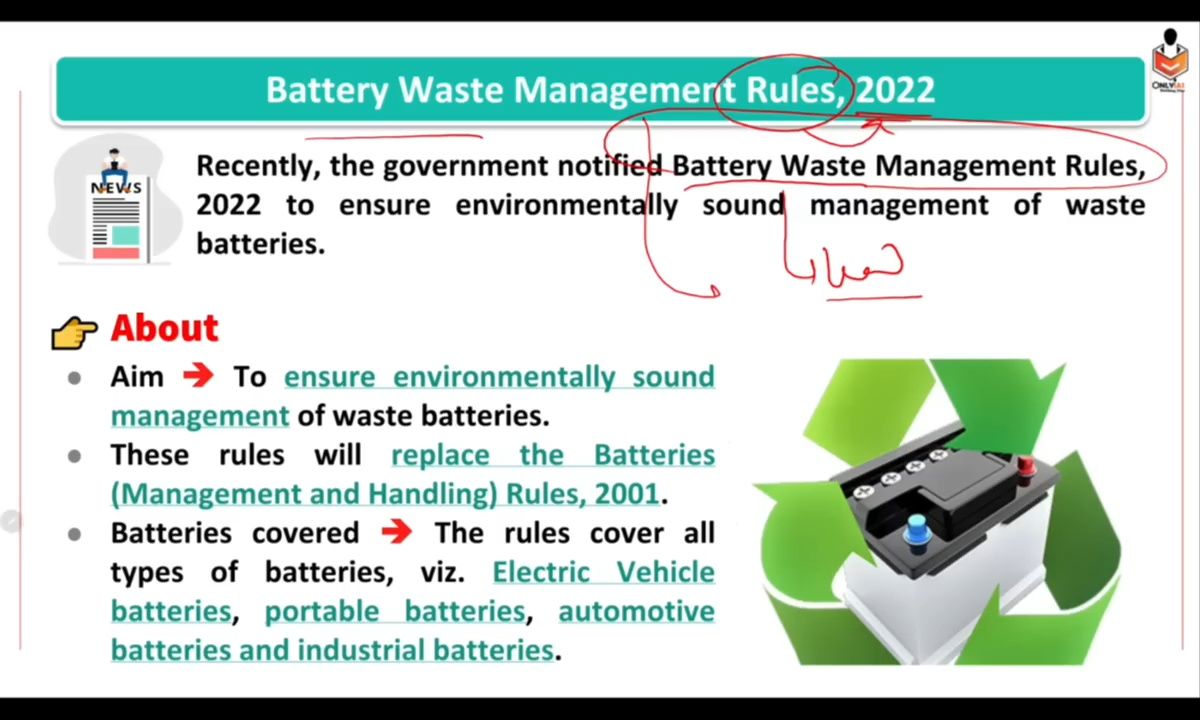 Battery Waste Management Rules, 2022
ONLYIAS
NEWS
Recently, the government notified Battery Waste Management Rules,
2022 to ensure environmentally sound management of waste
batteries.
About
Aim ➔ To ensure environmentally sound
management of waste batteries.
These rules will replace the Batteries
(Management and Handling) Rules, 2001.
Batteries covered ➔ The rules cover all
types of batteries, viz. Electric Vehicle
batteries, portable batteries, automotive
batteries and industrial batteries.